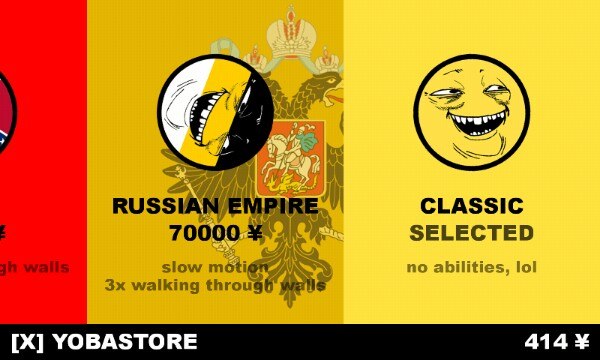 ¥
gh walls
RUSSIAN EMPIRE
70000 ¥
slow motion
3x walking through walls
CLASSIC
SELECTED
no abilities, lol
[X] YOBASTORE
414 ¥